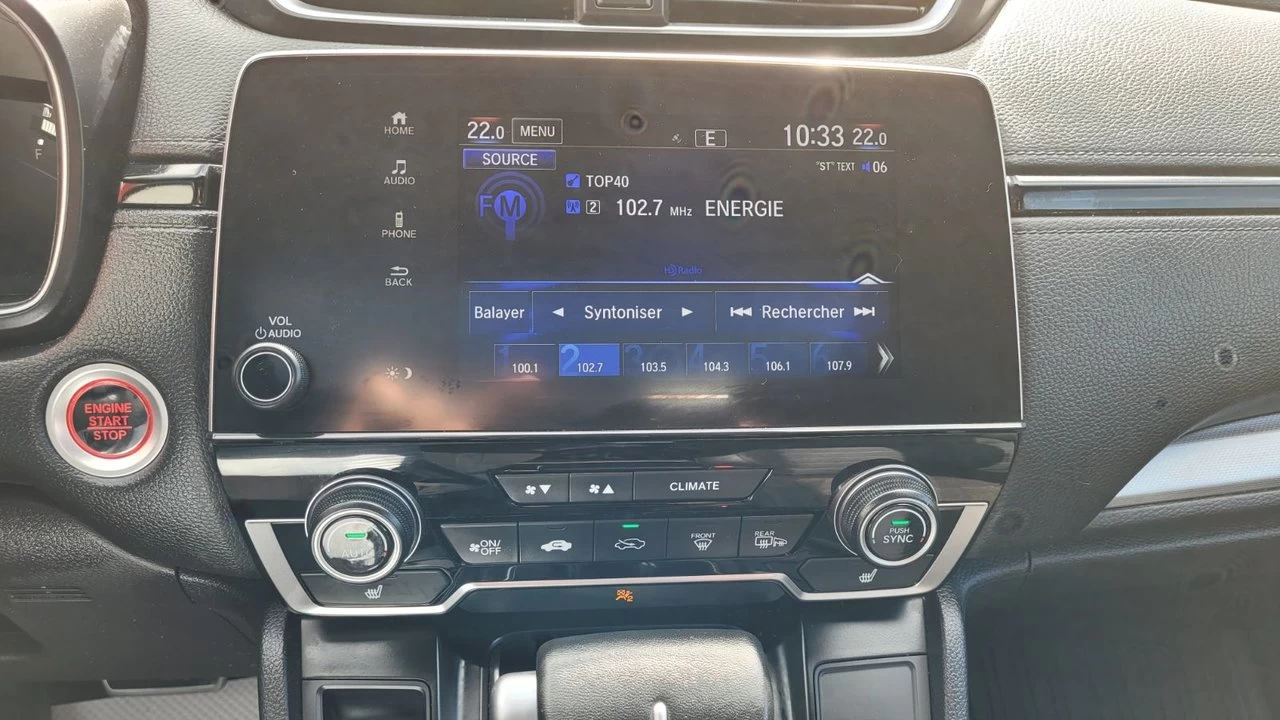 HOME
AUDIO
PHONE
BACK
VOL
AUDIO
22.0 MENU E 10:33 22.0
SOURCE
"ST" TEXT 06
FM
TOP40
2 102.7 MHz ENERGIE
HD Radio
Balayer ◄ Syntoniser ► Rechercher
1 2 3 4 5 6
100.1 102.7 103.5 104.3 106.1 107.9
ENGINE
START
STOP
F
CLIMATE
AUTO
ON/
OFF
FRONT
REAR
PUSH
SYNC